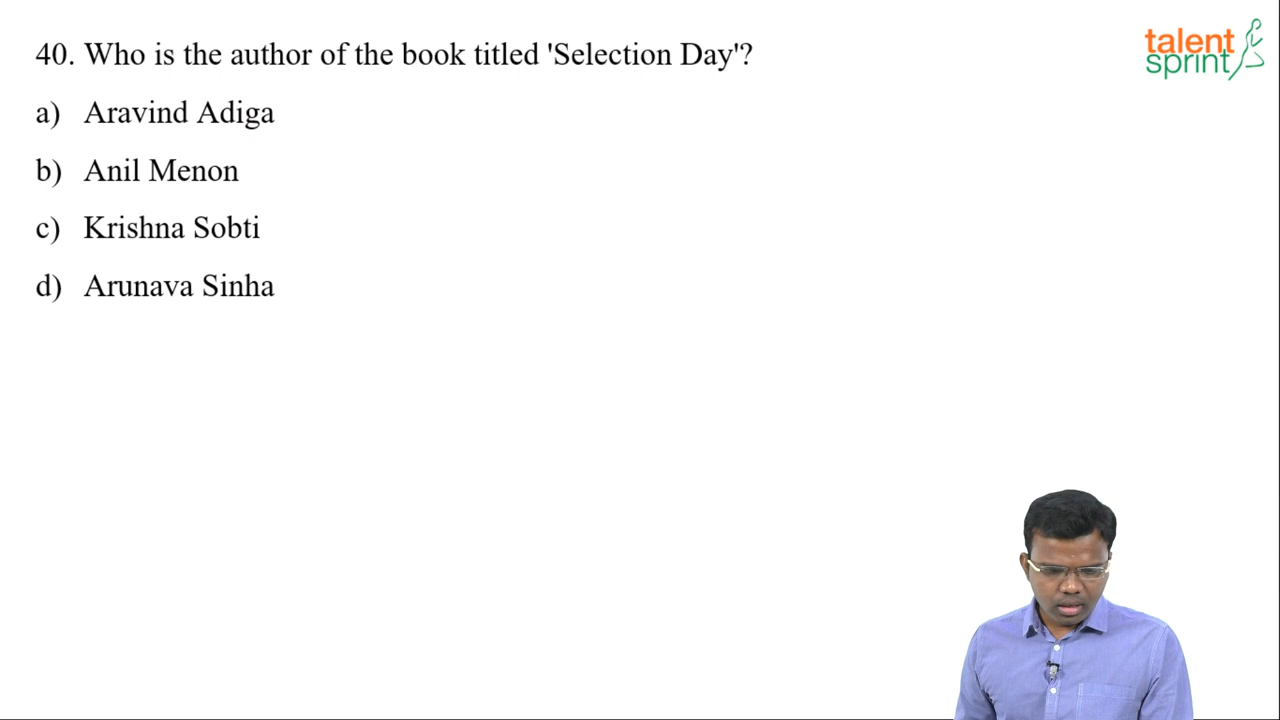 40. Who is the author of the book titled 'Selection Day'?
a) Aravind Adiga
b) Anil Menon
c) Krishna Sobti
d) Arunava Sinha
talent
sprint